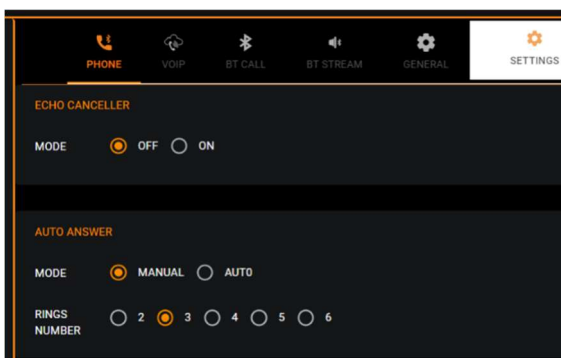 PHONE VOIP BT CALL BT STREAM GENERAL SETTINGS
ECHO CANCELLER
MODE OFF ON
AUTO ANSWER
MODE MANUAL AUTO
RINGS NUMBER 2 3 4 5 6